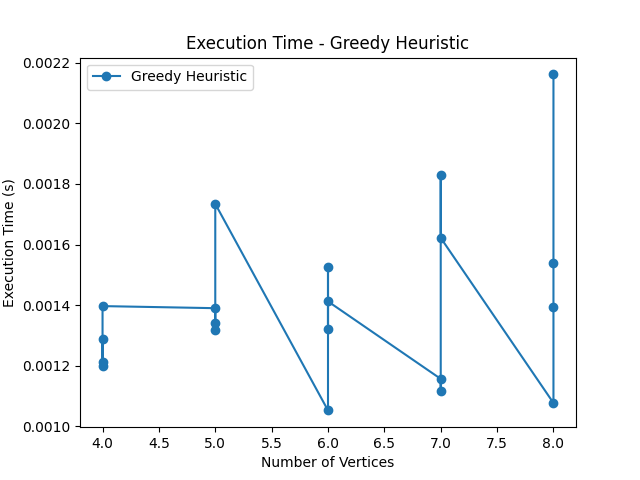 Execution Time - Greedy Heuristic
Greedy Heuristic
Execution Time (s)
0.0022
0.0020
0.0018
0.0016
0.0014
0.0012
0.0010
4.0 4.5 5.0 5.5 6.0 6.5 7.0 7.5 8.0
Number of Vertices